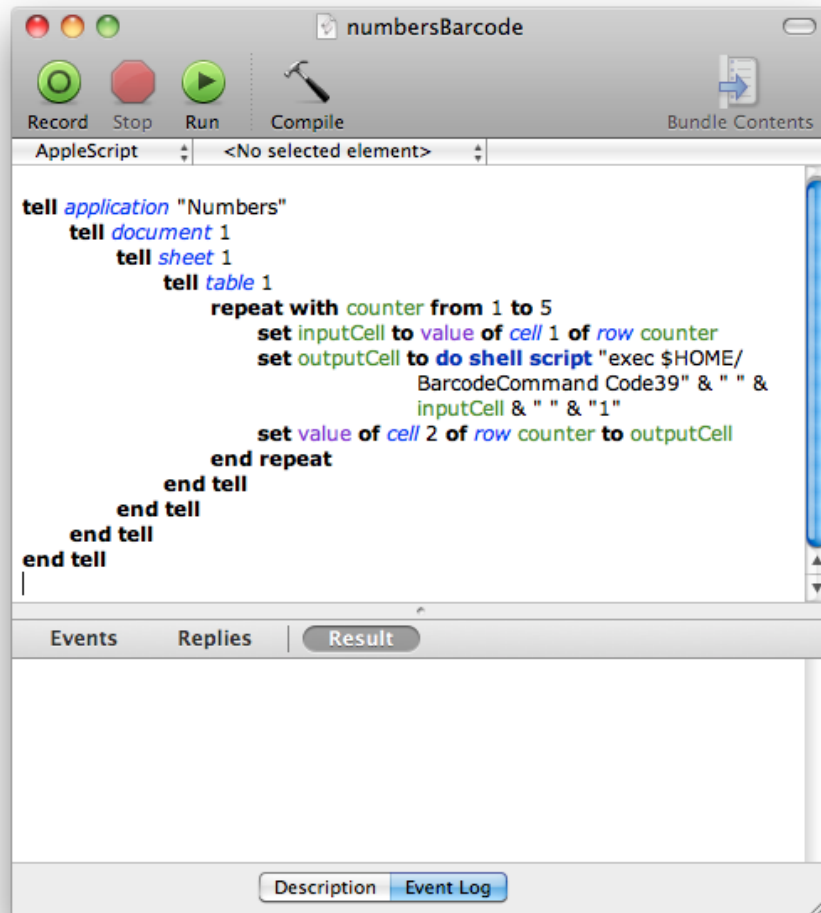 numbersBarcode
Record Stop Run Compile Bundle Contents
AppleScript <No selected element>
tell application "Numbers"
tell document 1
tell sheet 1
tell table 1
repeat with counter from 1 to 5
set inputCell to value of cell 1 of row counter
set outputCell to do shell script "exec $HOME/
BarcodeCommand Code39" & " " &
inputCell & " " & "1"
set value of cell 2 of row counter to outputCell
end repeat
end tell
end tell
end tell
end tell
Events Replies Result
Description Event Log